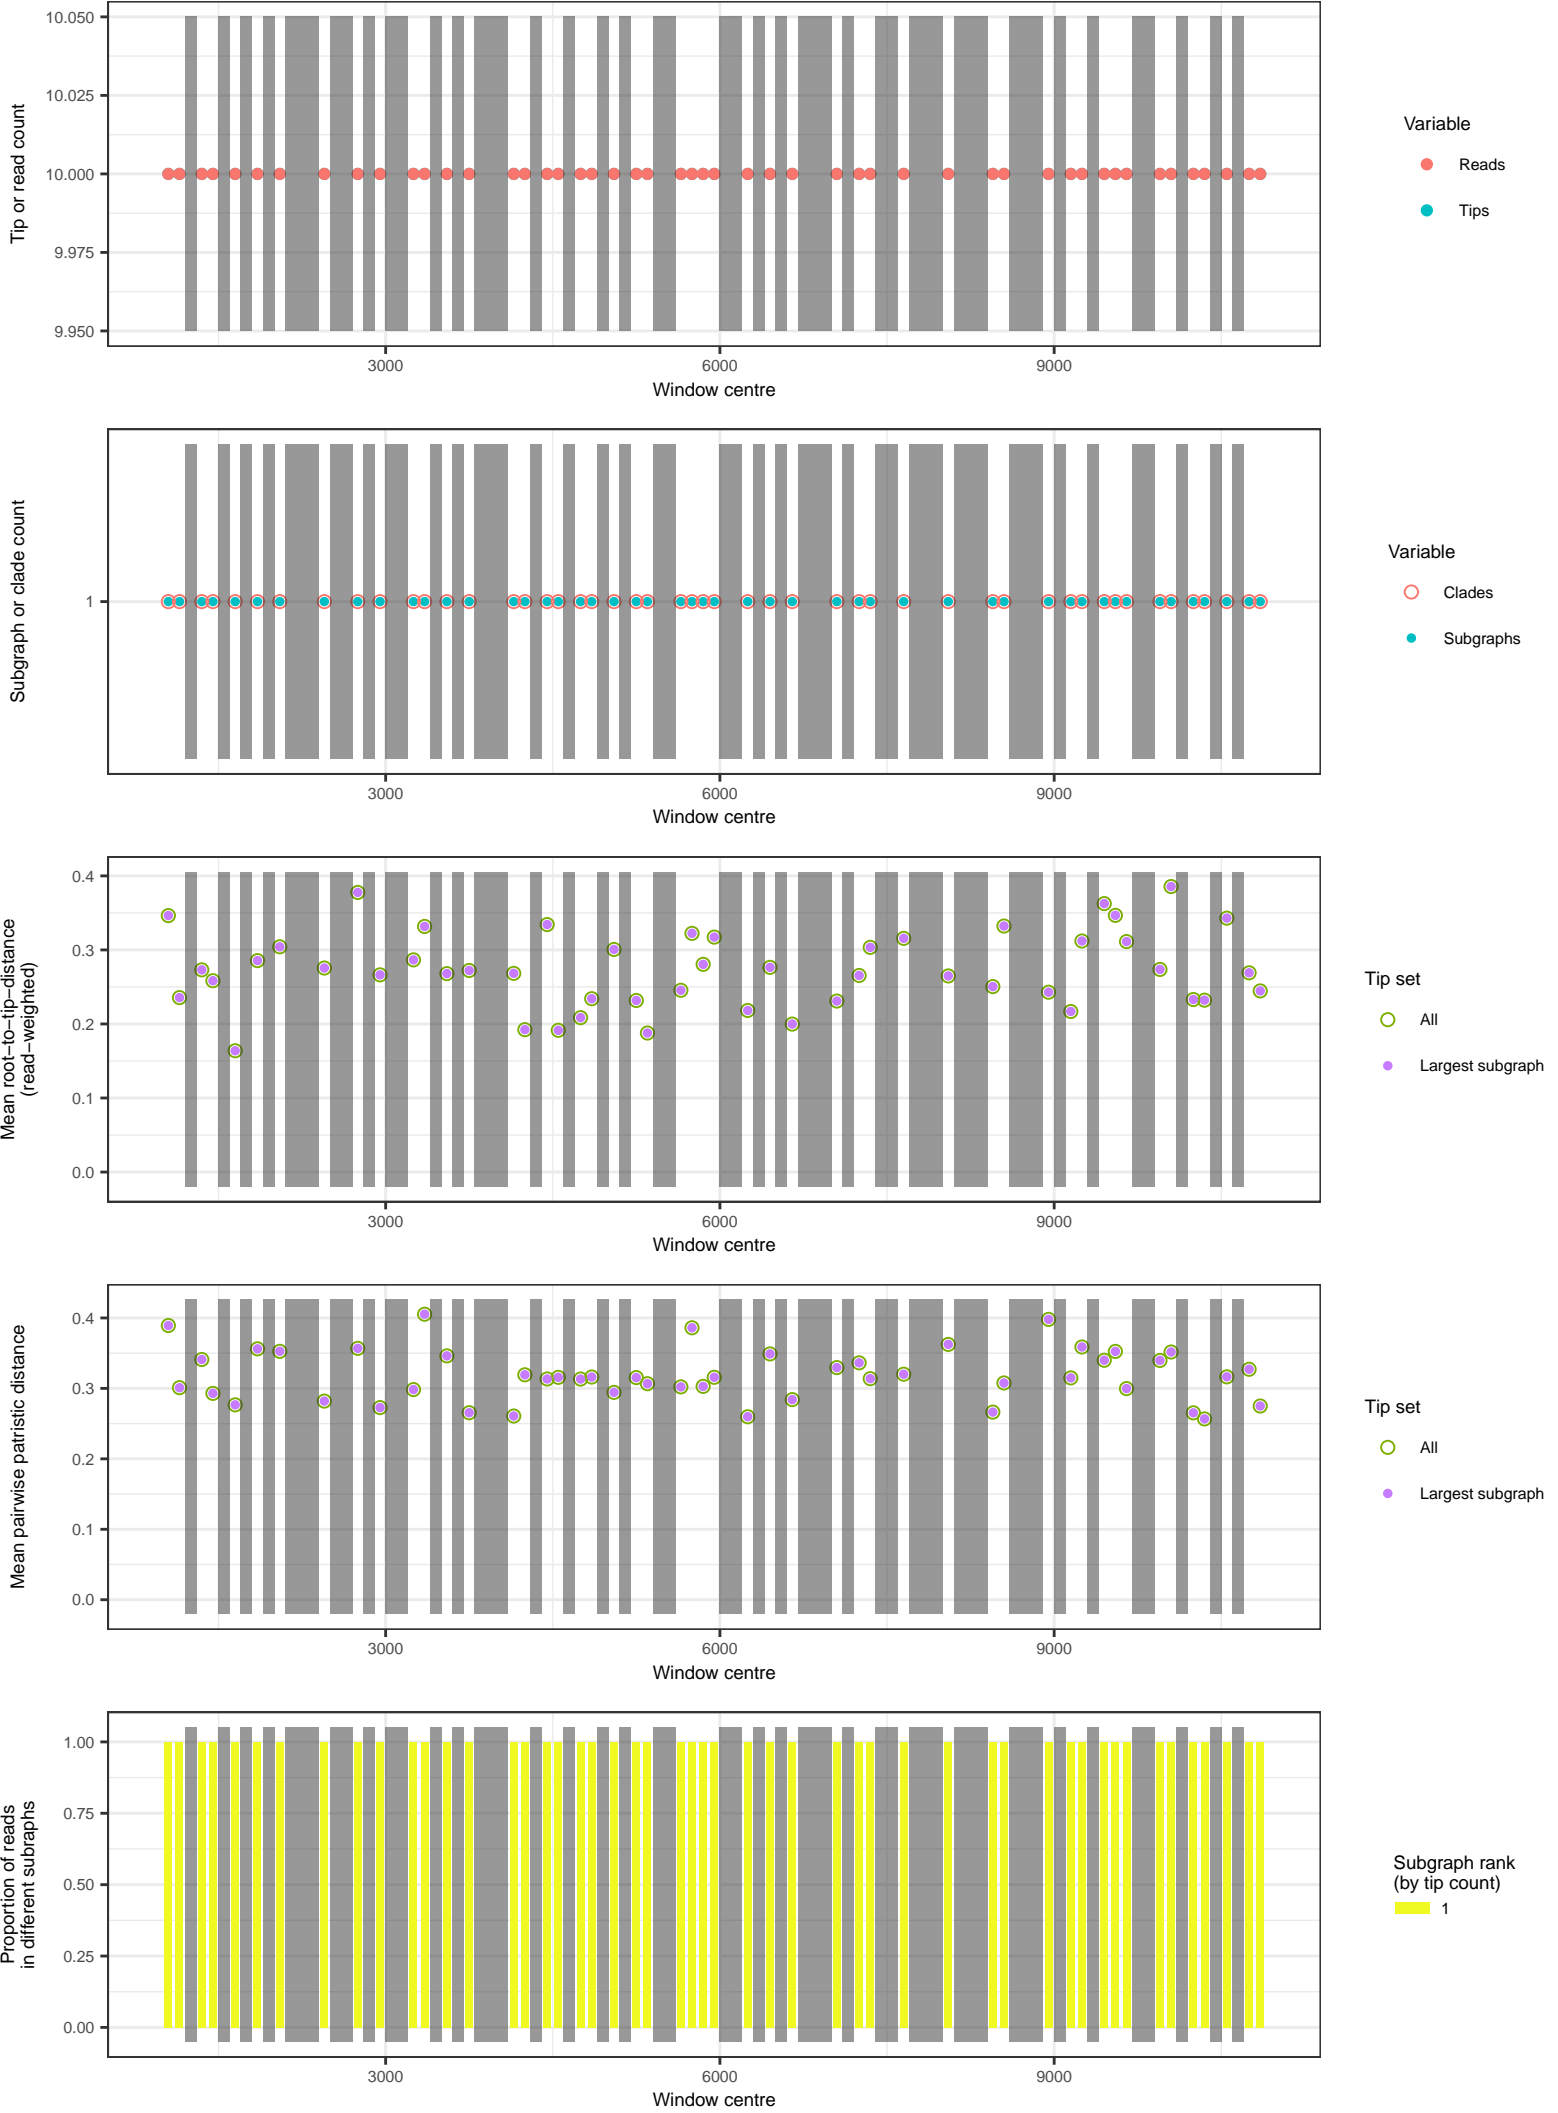 10.050
10.025
10.000
9.975
9.950
Tip or read count
3000
6000
9000
Window centre
Variable
Reads
Tips
1
Subgraph or clade count
3000
6000
9000
Window centre
Variable
Clades
Subgraphs
0.4
0.3
0.2
0.1
0.0
Mean root−to−tip−distance
(read−weighted)
3000
6000
9000
Window centre
Tip set
All
Largest subgraph
0.4
0.3
0.2
0.1
0.0
Mean pairwise patristic distance
3000
6000
9000
Window centre
Tip set
All
Largest subgraph
1.00
0.75
0.50
0.25
0.00
Proportion of reads
in different subraphs
3000
6000
9000
Window centre
Subgraph rank
(by tip count)
1